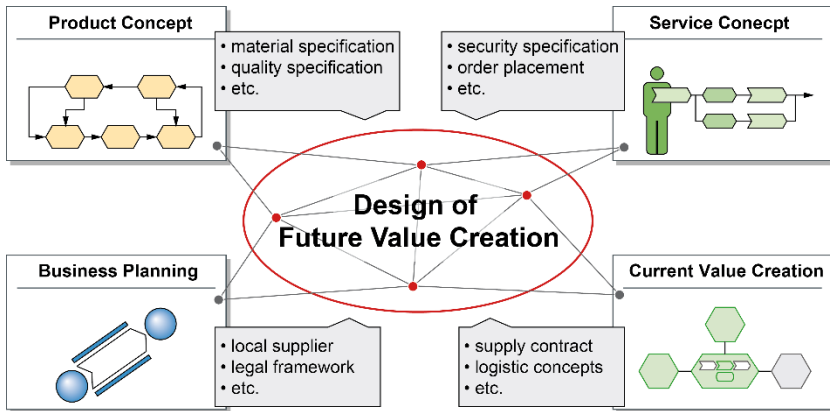 Product Concept
• material specification
• quality specification
• etc.
• security specification
• order placement
• etc.
Service Conecpt
Design of
Future Value Creation
Business Planning
• local supplier
• legal framework
• etc.
• supply contract
• logistic concepts
• etc.
Current Value Creation